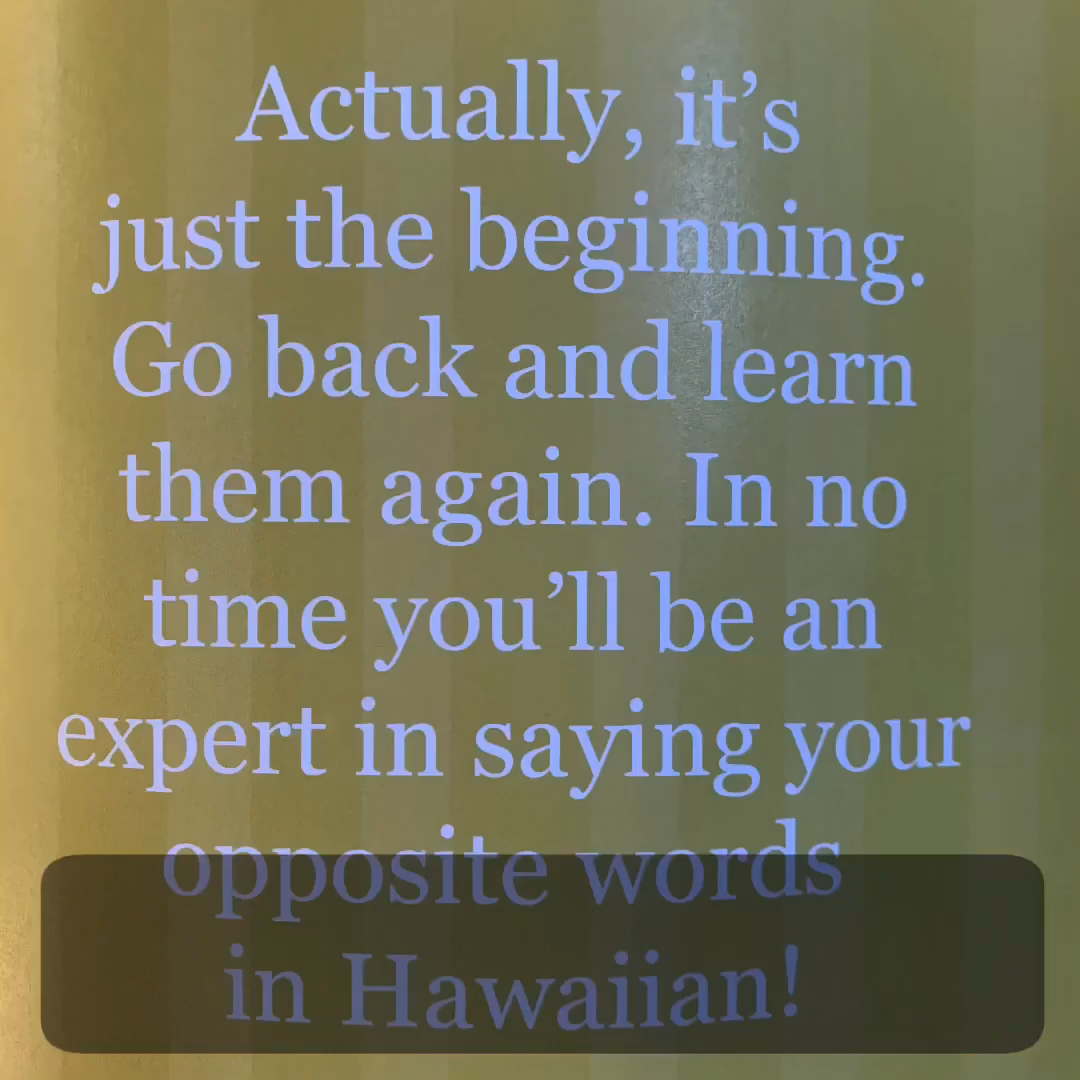 Actually, it’s
just the beginning.
Go back and learn
them again. In no
time you’ll be an
expert in saying your
opposite words
in Hawaiian!